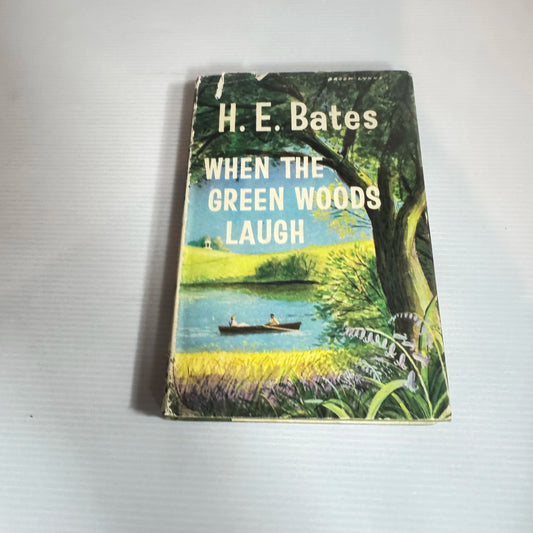 H. E. Bates
WHEN THE
GREEN WOODS
LAUGH